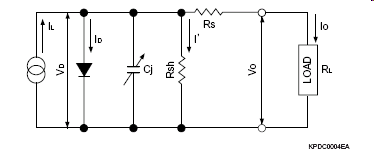 Rs
IL
ID
I'
Io
VD
Cj
Rsh
Vo
LOAD
RL
KPDC0004EA